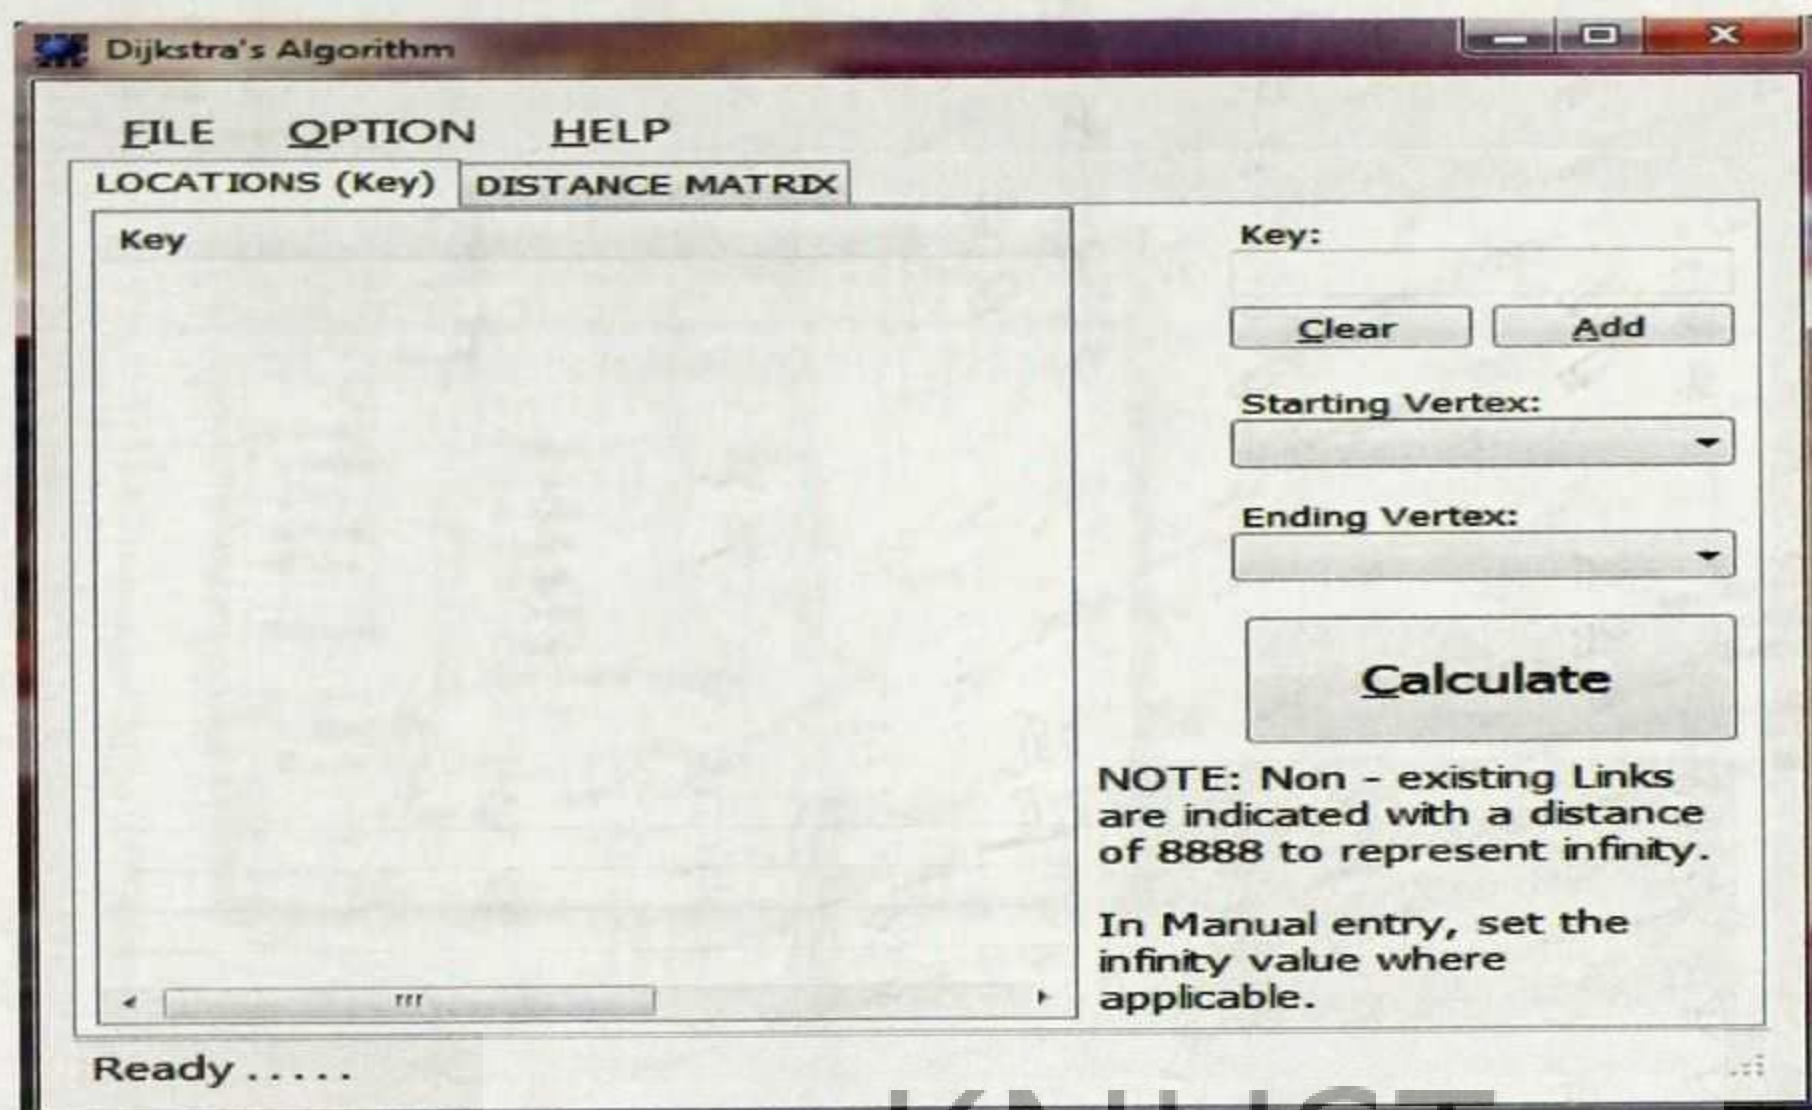 Dijkstra's Algorithm
FILE OPTION HELP
LOCATIONS (Key) DISTANCE MATRIX
Key
Key:
Clear Add
Starting Vertex:
Ending Vertex:
Calculate
NOTE: Non - existing Links
are indicated with a distance
of 8888 to represent infinity.
In Manual entry, set the
infinity value where
applicable.
Ready .....
KNUST